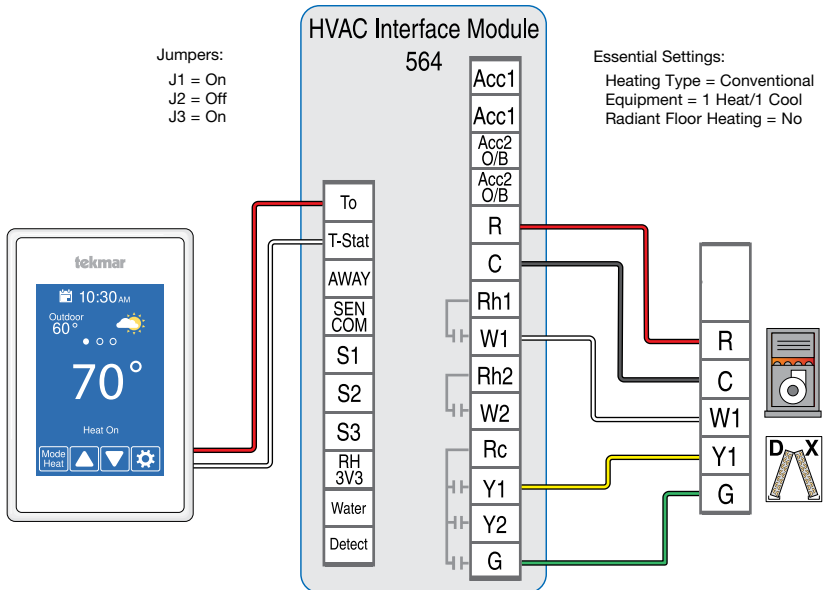 HVAC Interface Module
564
Jumpers:
J1 = On
J2 = Off
J3 = On
Essential Settings:
Heating Type = Conventional
Equipment = 1 Heat/1 Cool
Radiant Floor Heating = No
tekmar
10:30 AM
Outdoor
60°
70°
Heat On
Mode
Heat
To
T-Stat
AWAY
SEN
COM
S1
S2
S3
RH
3V3
Water
Detect
Acc1
Acc1
Acc2
O/B
Acc2
O/B
R
C
Rh1
W1
Rh2
W2
Rc
Y1
Y2
G
R
C
W1
Y1
G
D X